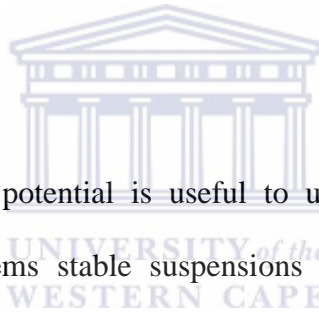 potential is useful to u
UNIVERSITY of the
ems stable suspensions
WESTERN CAPE